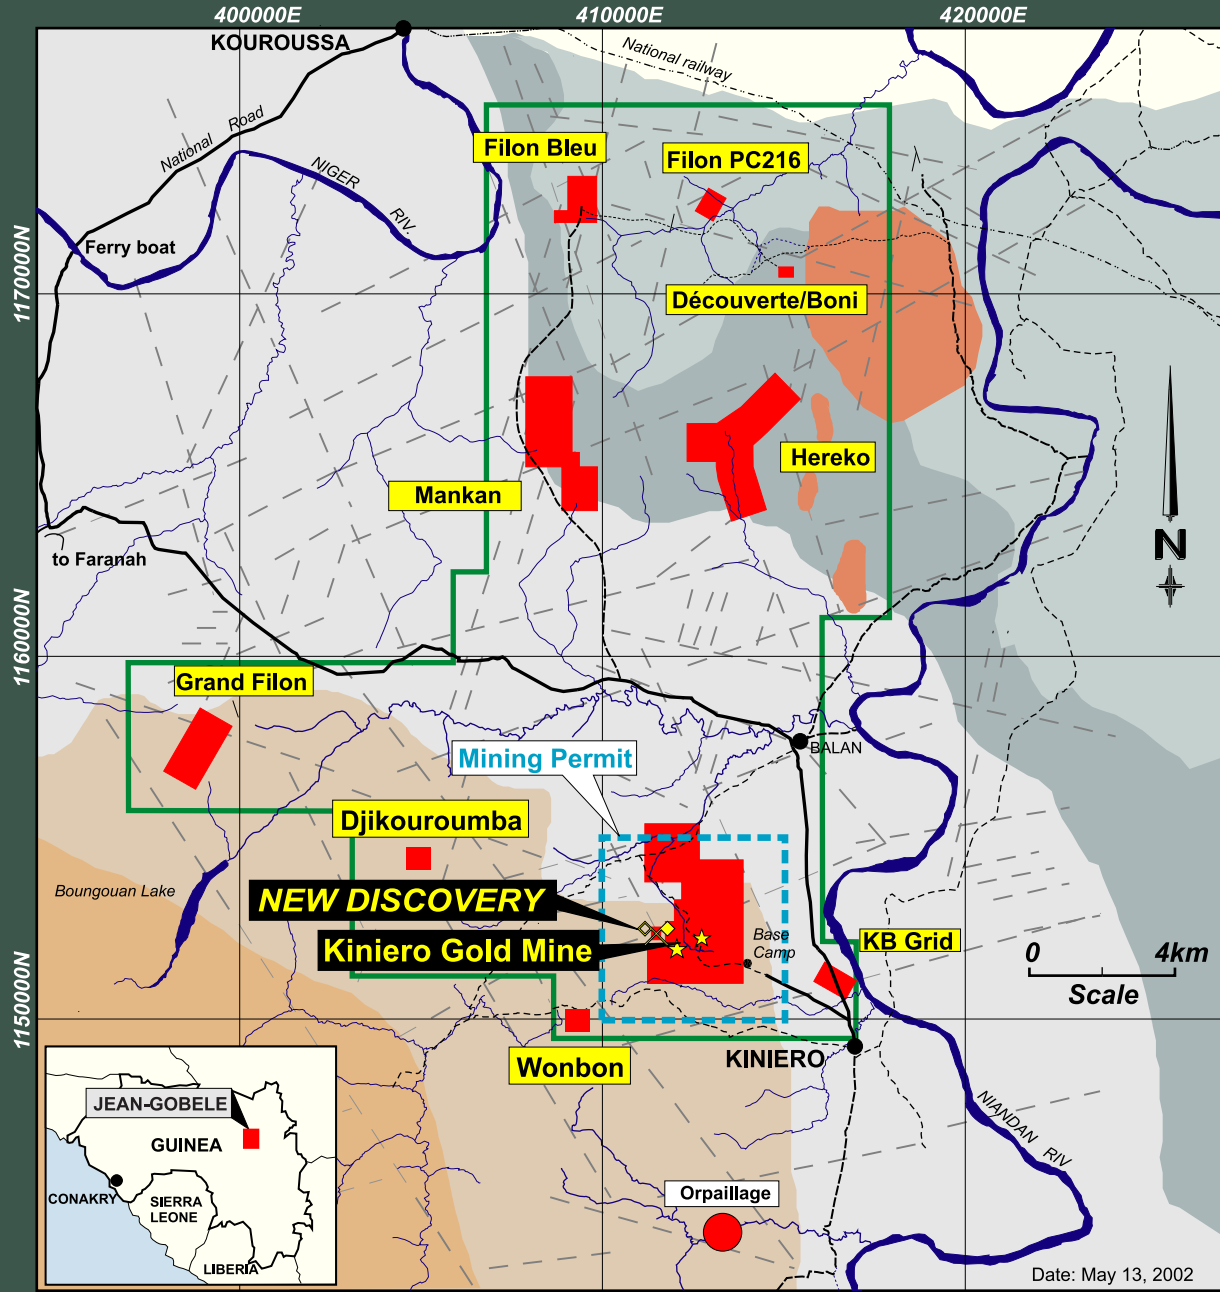 400000E
410000E
420000E
KOUROUSSA
National railway
National Road
Filon Bleu
Filon PC216
NIGER
RIV.
Ferry boat
1170000N
Découverte/Boni
Hereko
Mankan
to Faranah
N
1160000N
Grand Filon
Mining Permit
BALAN
Djikouroumba
Boungouan Lake
NEW DISCOVERY
Kiniero Gold Mine
Base
Camp
KB Grid
0 4km
Scale
1150000N
Wonbon
KINIERO
JEAN-GOBELE
GUINEA
CONAKRY
SIERRA
LEONE
LIBERIA
NIANDAN RIV
Orpaillage
Date: May 13, 2002